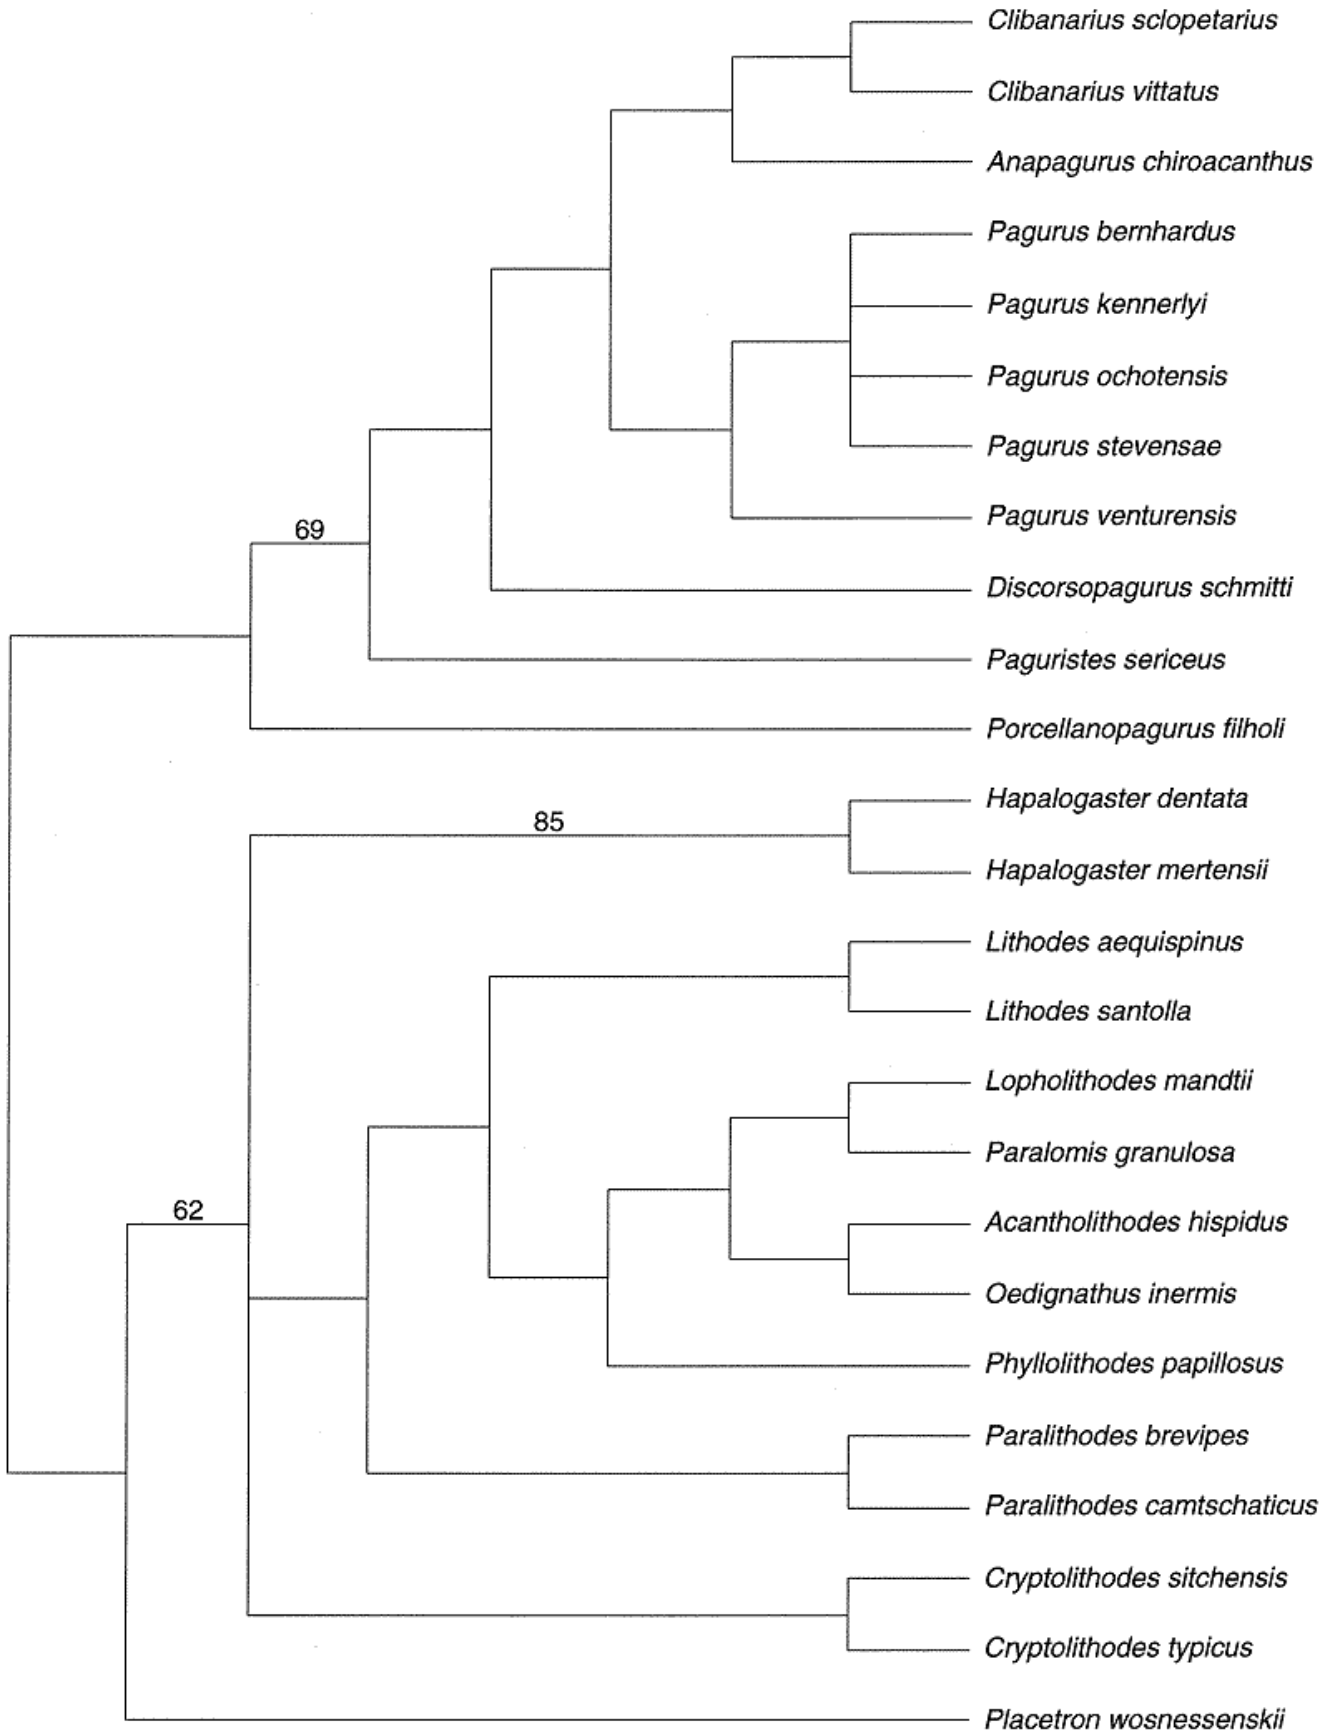 Clibanarius sclopetarius
Clibanarius vittatus
Anapagurus chiroacanthus
Pagurus bernhardus
Pagurus kennerlyi
Pagurus ochotensis
Pagurus stevensae
Pagurus venturensis
69
Discorsopagurus schmitti
Paguristes sericeus
Porcellanopagurus filholi
Hapalogaster dentata
85
Hapalogaster mertensii
Lithodes aequispinus
Lithodes santolla
Lopholithodes mandtii
Paralomis granulosa
62
Acantholithodes hispidus
Oedignathus inermis
Phyllolithodes papillosus
Paralithodes brevipes
Paralithodes camtschaticus
Cryptolithodes sitchensis
Cryptolithodes typicus
Placetron wosnessenskii